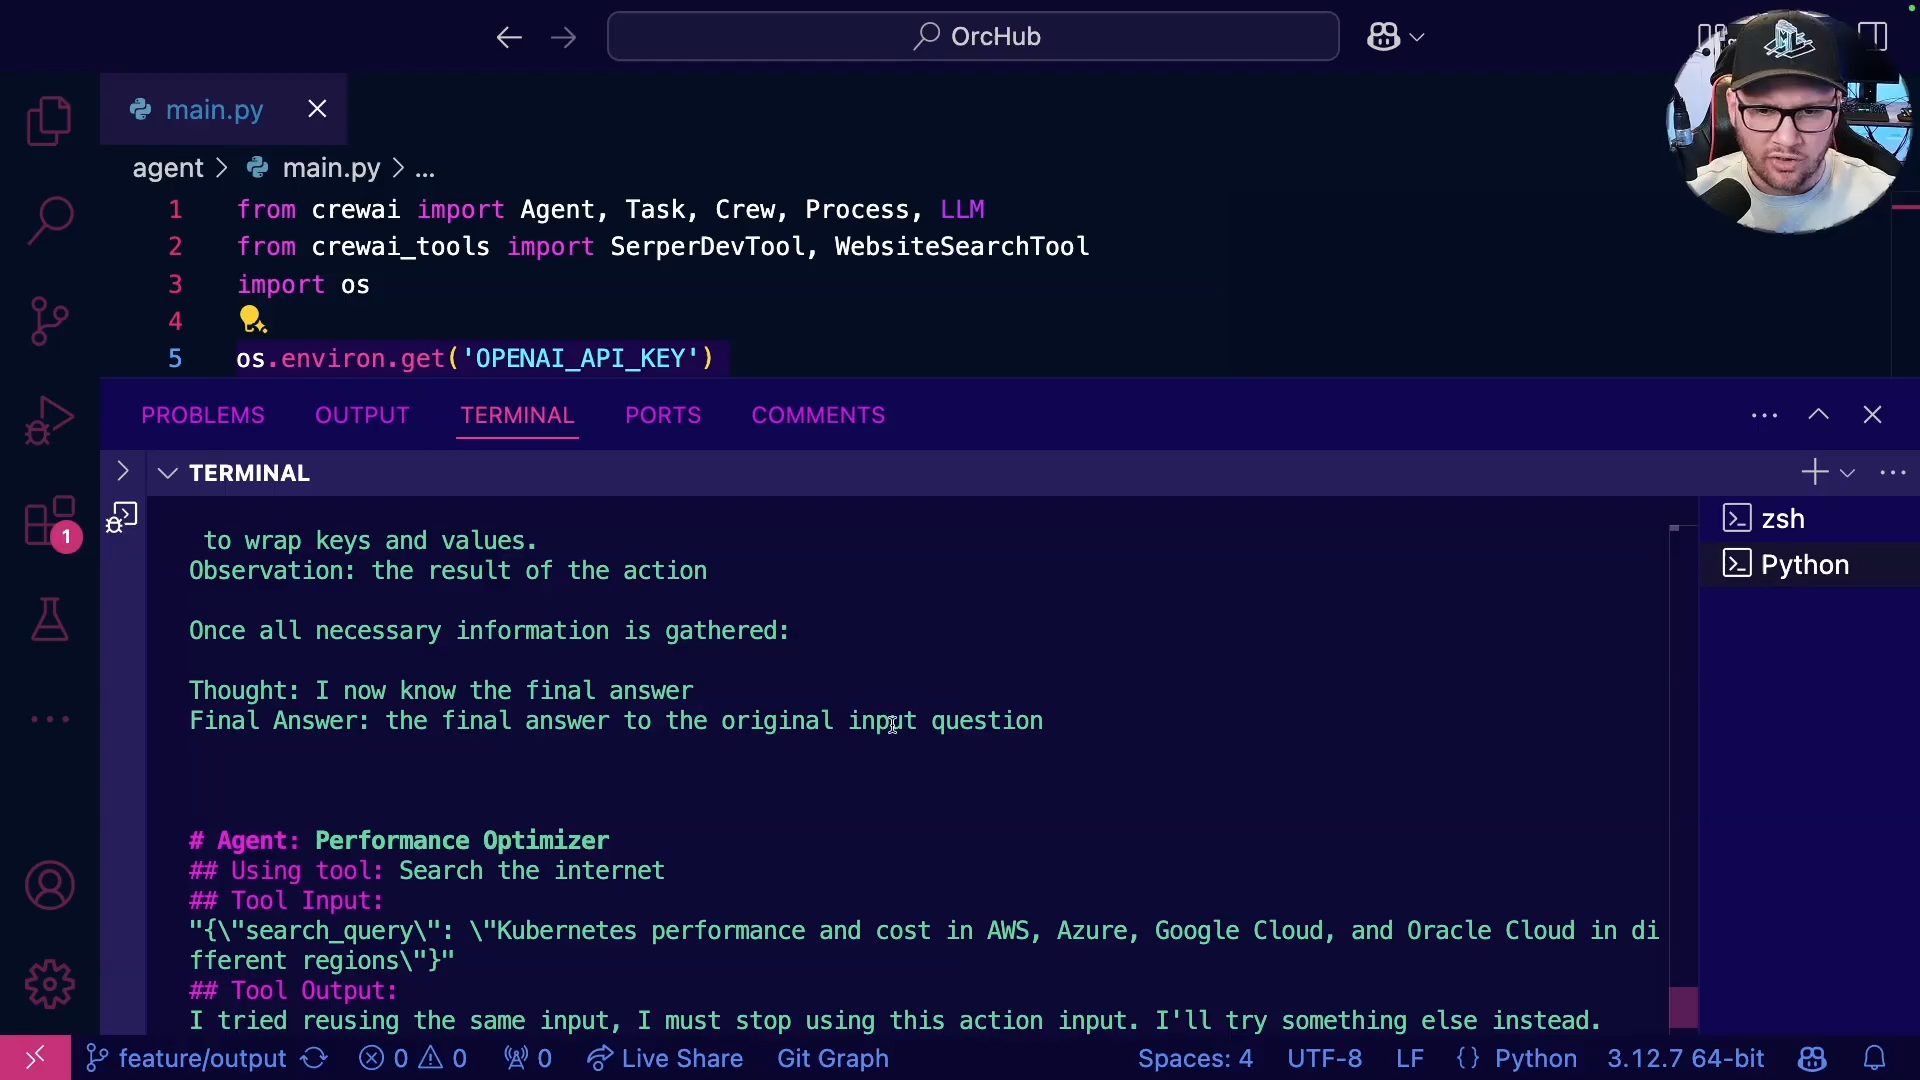 OrcHub
main.py
agent > main.py > ...
1 from crewai import Agent, Task, Crew, Process, LLM
2 from crewai_tools import SerperDevTool, WebsiteSearchTool
3 import os
4
5 os.environ.get('OPENAI_API_KEY')
PROBLEMS OUTPUT TERMINAL PORTS COMMENTS
TERMINAL
zsh
Python
1
to wrap keys and values.
Observation: the result of the action
Once all necessary information is gathered:
Thought: I now know the final answer
Final Answer: the final answer to the original input question
# Agent: Performance Optimizer
## Using tool: Search the internet
## Tool Input:
"{\"search_query\": \"Kubernetes performance and cost in AWS, Azure, Google Cloud, and Oracle Cloud in di
fferent regions\"}"
## Tool Output:
I tried reusing the same input, I must stop using this action input. I'll try something else instead.
feature/output 0 0 0 Live Share Git Graph Spaces: 4 UTF-8 LF {} Python 3.12.7 64-bit